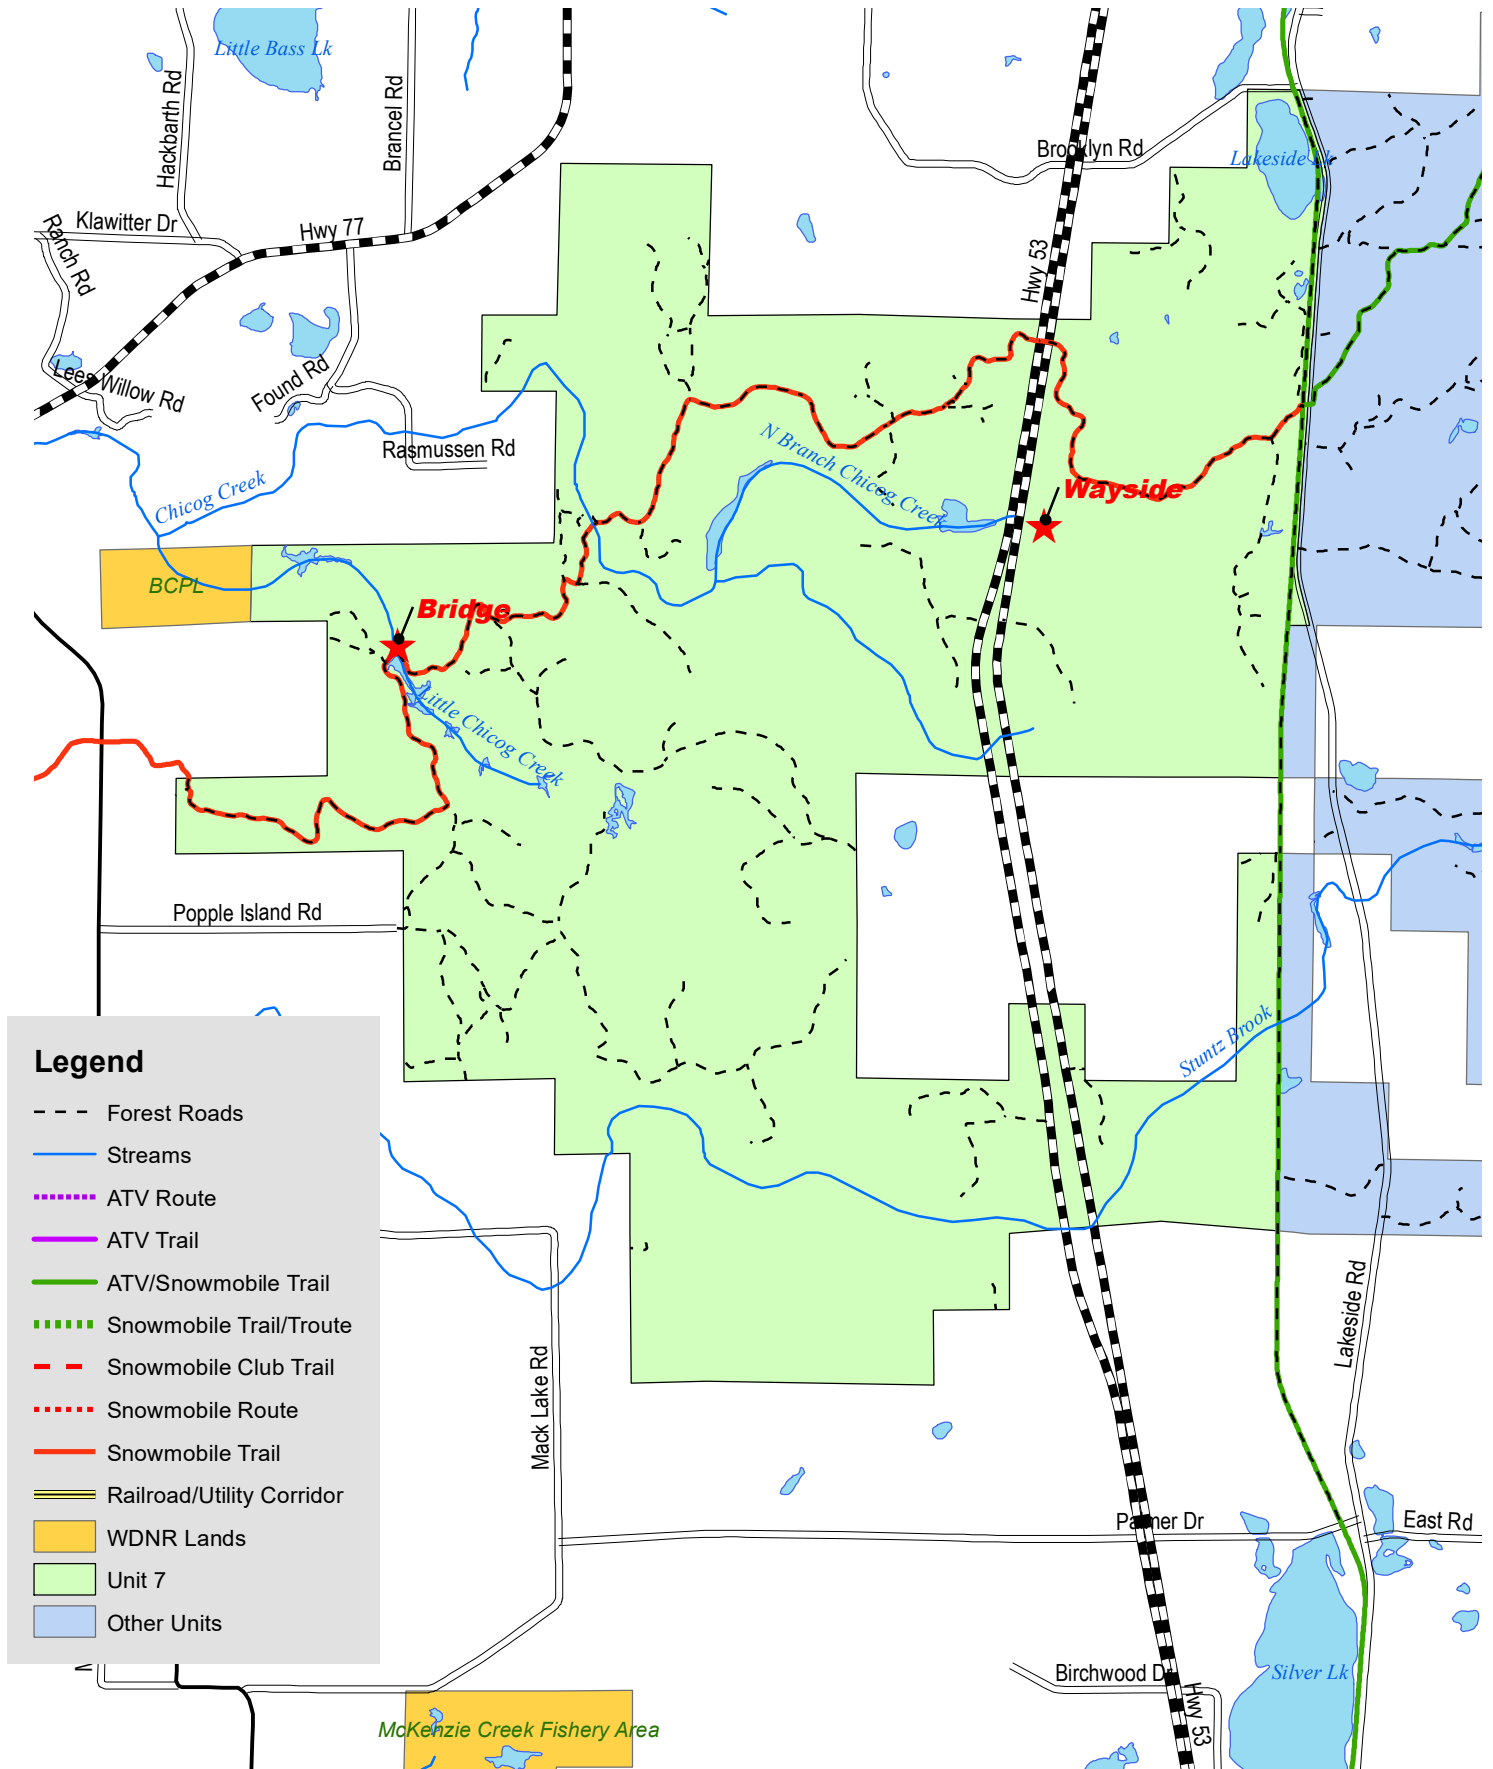 Little Bass Lk
Hackbarth Rd
Brancel Rd
Brooklyn Rd
Lakeside Lk
Klawitter Dr
Hwy 77
Ranch Rd
Hwy 53
Lees Willow Rd
Found Rd
Rasmussen Rd
N Branch Chicog Creek
Chicog Creek
Wayside
BCPL
Bridge
Little Chicog Creek
Popple Island Rd
Stuntz Brook
Legend
Forest Roads
Streams
ATV Route
ATV Trail
ATV/Snowmobile Trail
Snowmobile Trail/Troute
Snowmobile Club Trail
Snowmobile Route
Snowmobile Trail
Railroad/Utility Corridor
WDNR Lands
Unit 7
Other Units
Lakeside Rd
Mack Lake Rd
Palmer Dr
East Rd
Birchwood Dr
Silver Lk
Hwy 53
McKenzie Creek Fishery Area